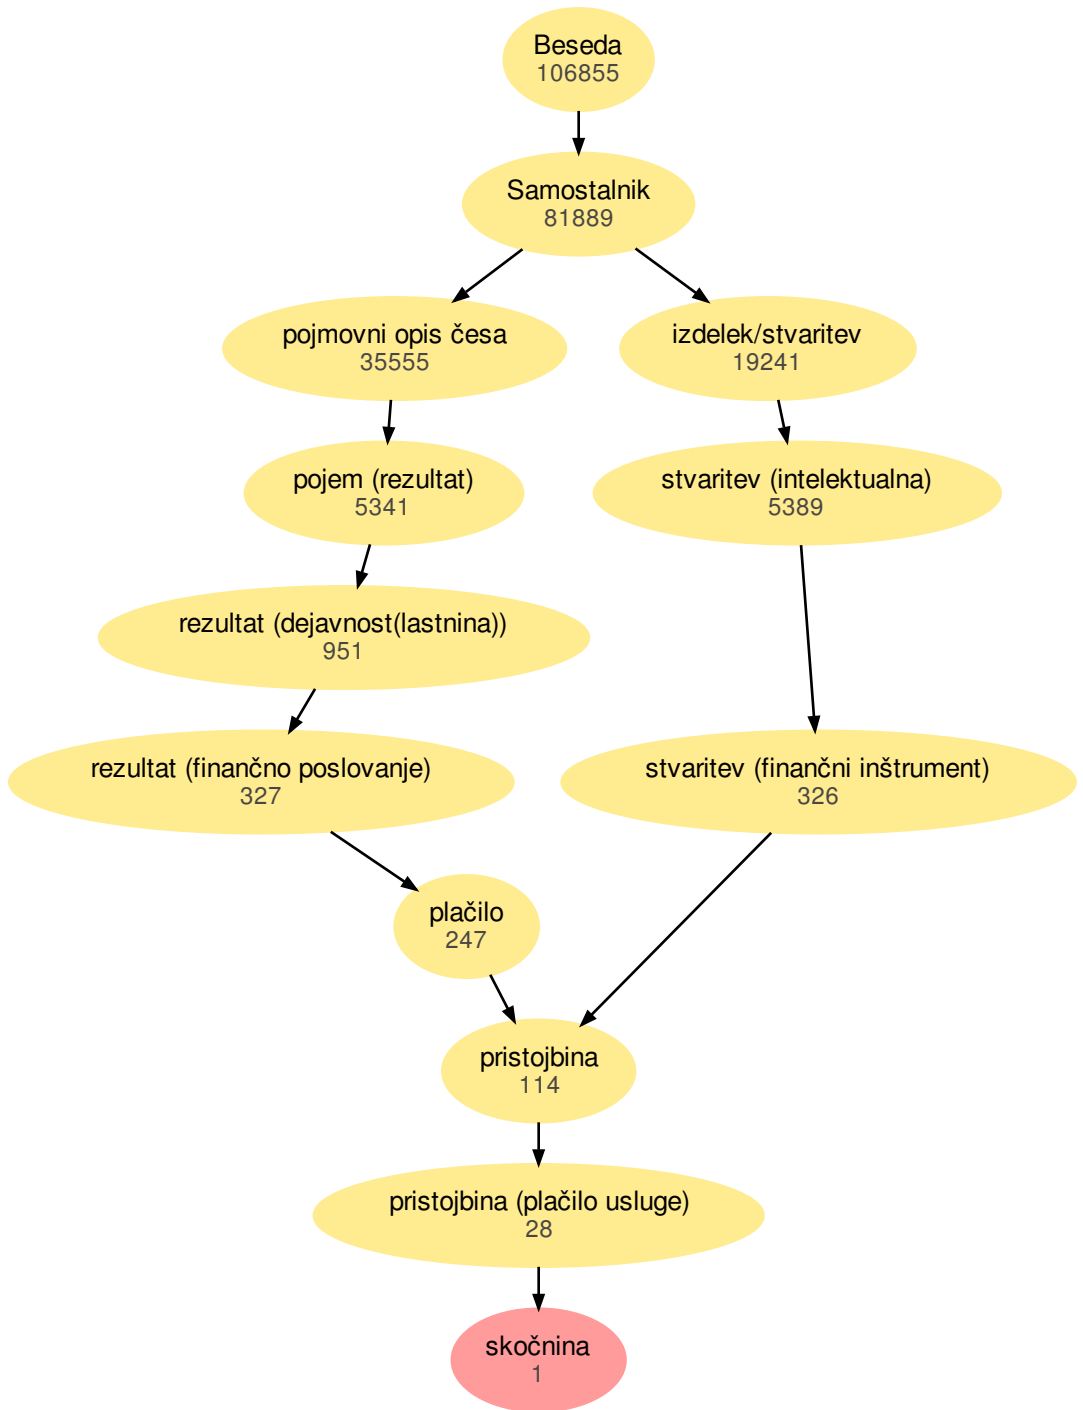 Beseda
106855
Samostalnik
81889
pojmovni opis česa
35555
izdelek/stvaritev
19241
pojem (rezultat)
5341
stvaritev (intelektualna)
5389
rezultat (dejavnost(lastnina))
951
rezultat (finančno poslovanje)
327
stvaritev (finančni inštrument)
326
plačilo
247
pristojbina
114
pristojbina (plačilo usluge)
28
skočnina
1